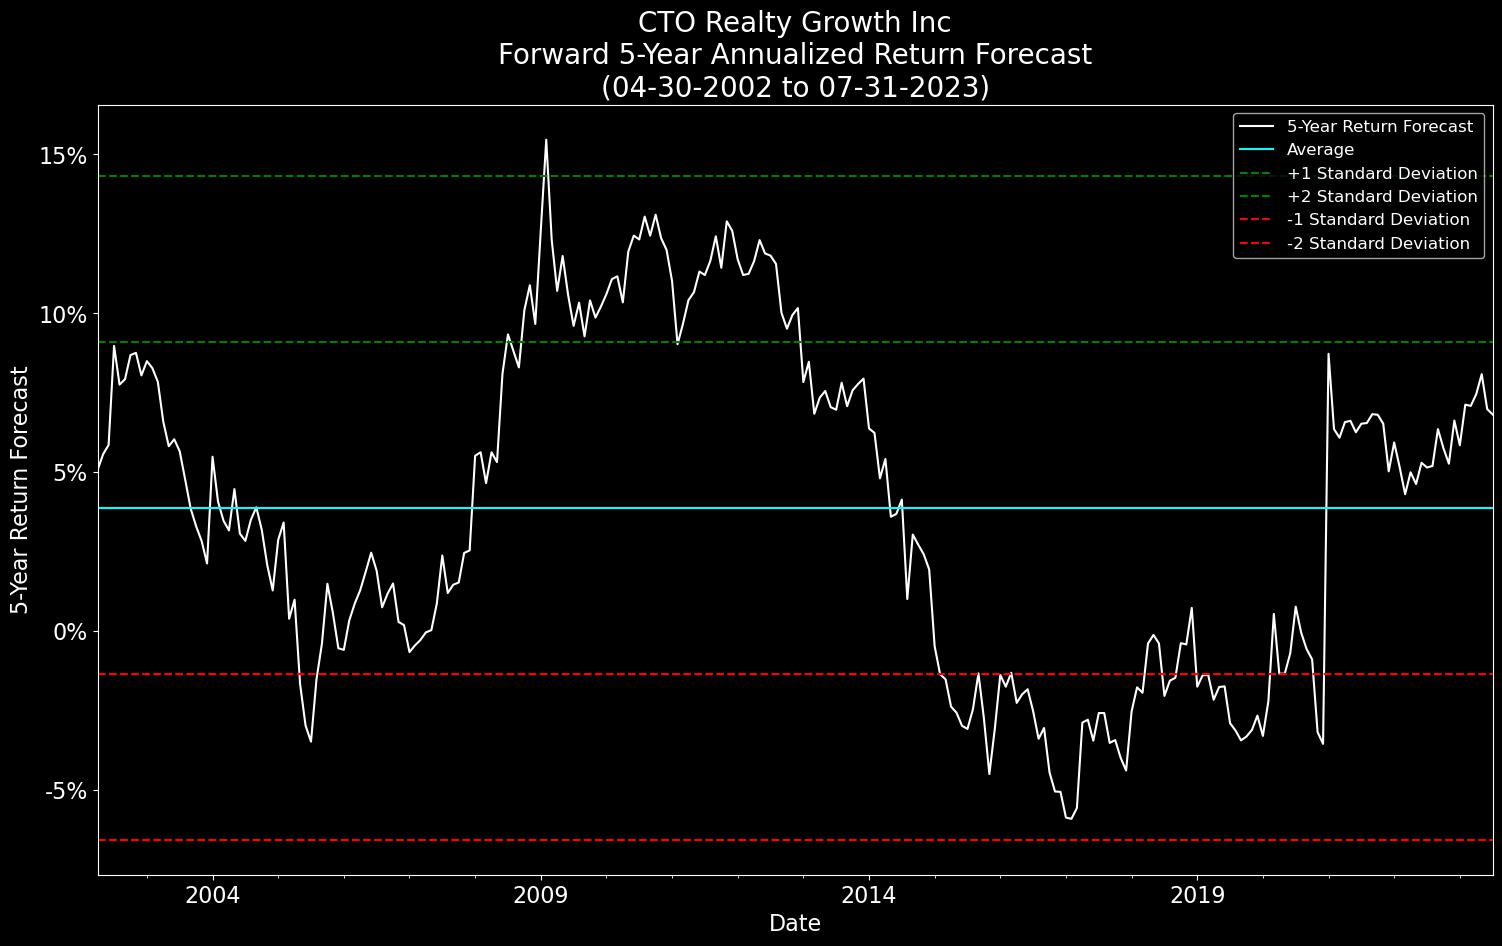 CTO Realty Growth Inc
Forward 5-Year Annualized Return Forecast
(04-30-2002 to 07-31-2023)
5-Year Return Forecast
Average
+1 Standard Deviation
+2 Standard Deviation
-1 Standard Deviation
-2 Standard Deviation
15%
10%
5%
0%
-5%
5-Year Return Forecast
2004
2009
2014
2019
Date